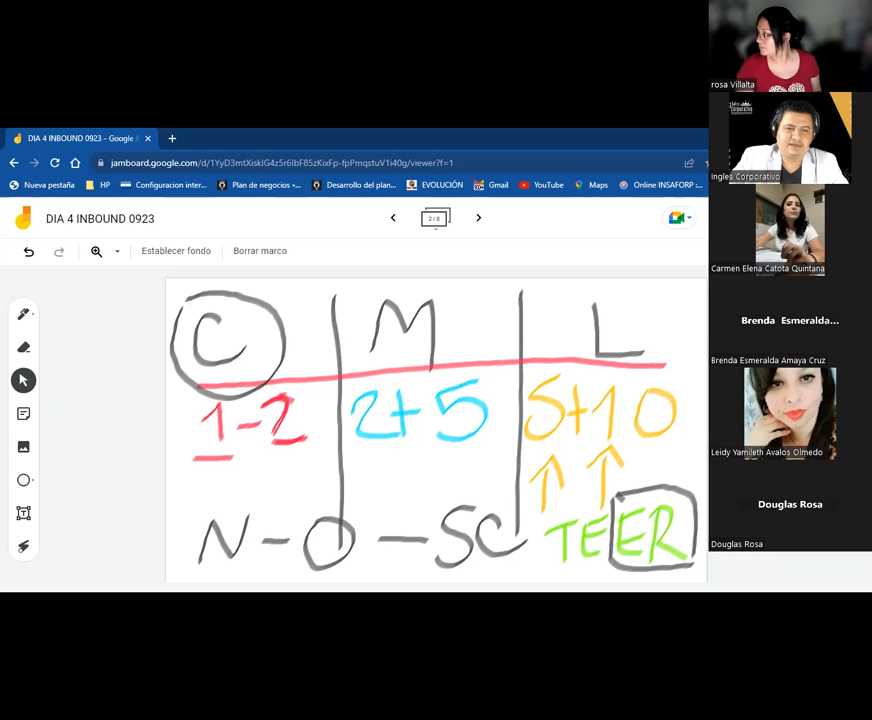 DIA 4 INBOUND 0923 - Google J
jamboard.google.com/d/1YyD3mtXisklG4z5r6IbF85zKixFp-fpPmqstuV1i40g/viewer?f=1
Nueva pestaña HP Configuracion inter... Plan de negocios •... Desarrollo del plan... EVOLUCIÓN Gmail YouTube Maps Online INSAFORP :...
DIA 4 INBOUND 0923
2/8
Establecer fondo Borrar marco
C M L
1-2 2+5 5+10
N-O-SC TEER
rosa Villalta
Ingles Corporativo
Carmen Elena Catota Quintana
Brenda Esmeralda...
Brenda Esmeralda Amaya Cruz
Leidy Yamileth Avalos Olmedo
Douglas Rosa
Douglas Rosa